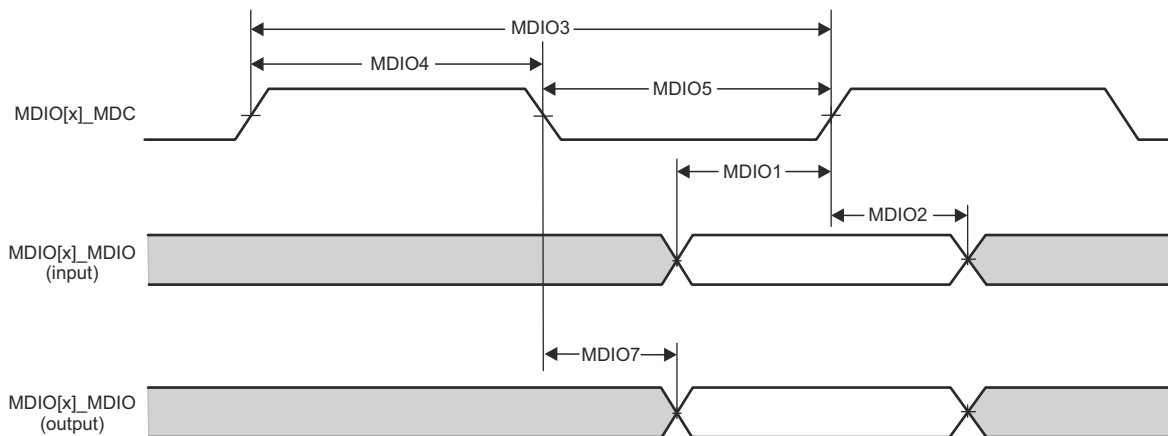 MDIO3
MDIO4
MDIO5
MDIO[x]_MDC
MDIO1
MDIO2
MDIO[x]_MDIO
(input)
MDIO7
MDIO[x]_MDIO
(output)